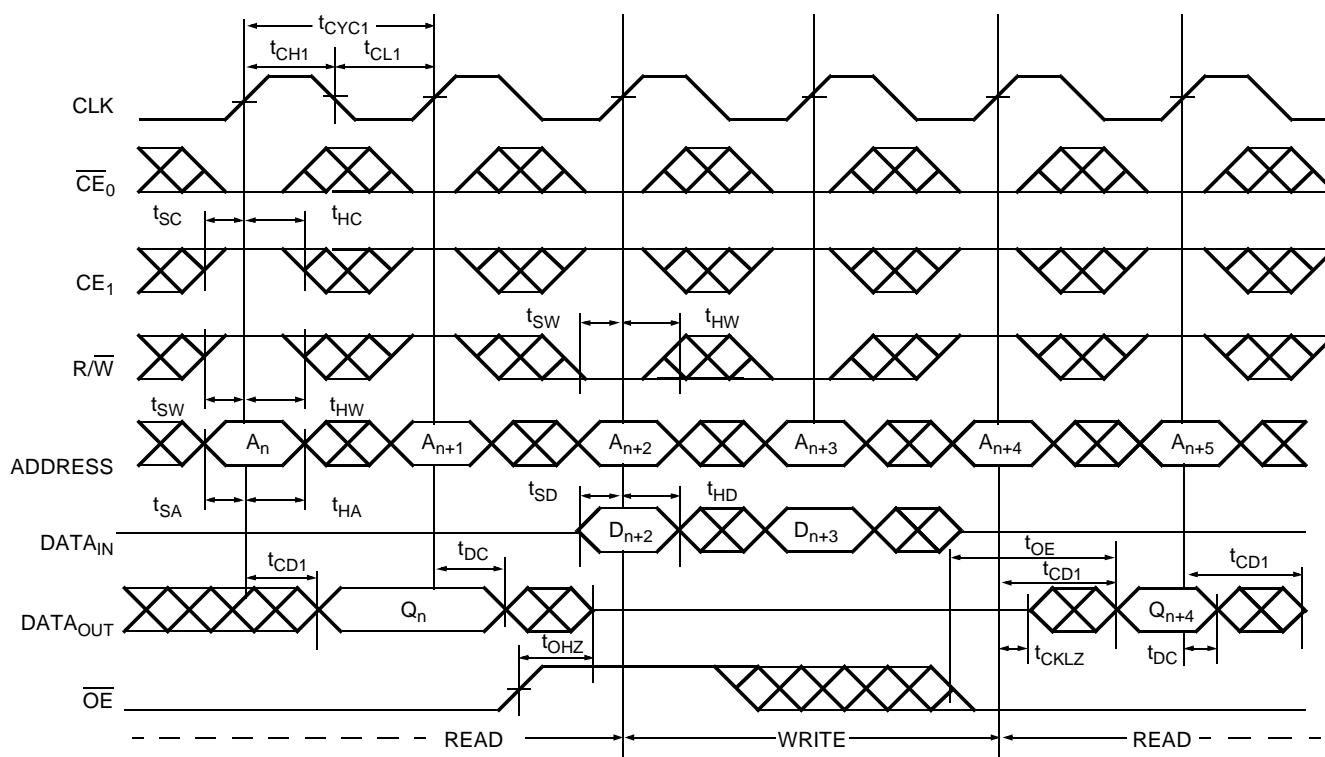 tCYC1
tCH1 tCL1
CLK
CE0
tSC tHC
CE1
tSW tHW
R/W
tSW tHW
An An+1 An+2 An+3 An+4 An+5
ADDRESS
tSA tHA tSD tHD
DATAIN Dn+2 Dn+3
tCD1 tDC tOE tCD1 tCD1
DATAOUT Qn Qn+4
tOHZ tCKLZ tDC
OE
READ WRITE READ